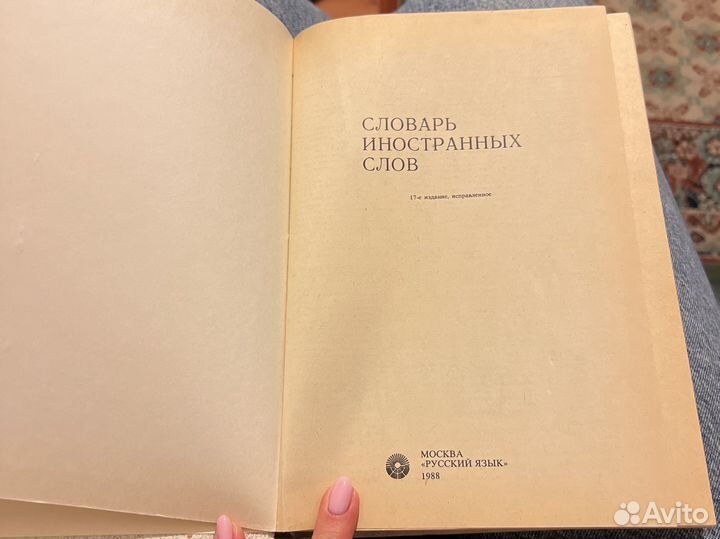 СЛОВАРЬ
ИНОСТРАННЫХ
СЛОВ
17-е издание, исправленное
МОСКВА
«РУССКИЙ ЯЗЫК»
1988
Avito